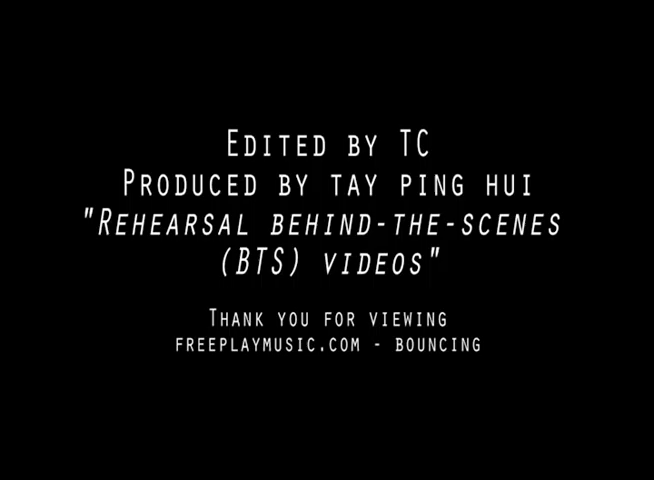 EDITED BY TC
PRODUCED BY TAY PING HUI
"REHEARSAL BEHIND-THE-SCENES
(BTS) VIDEOS"
THANK YOU FOR VIEWING
FREEPLAYMUSIC.COM - BOUNCING